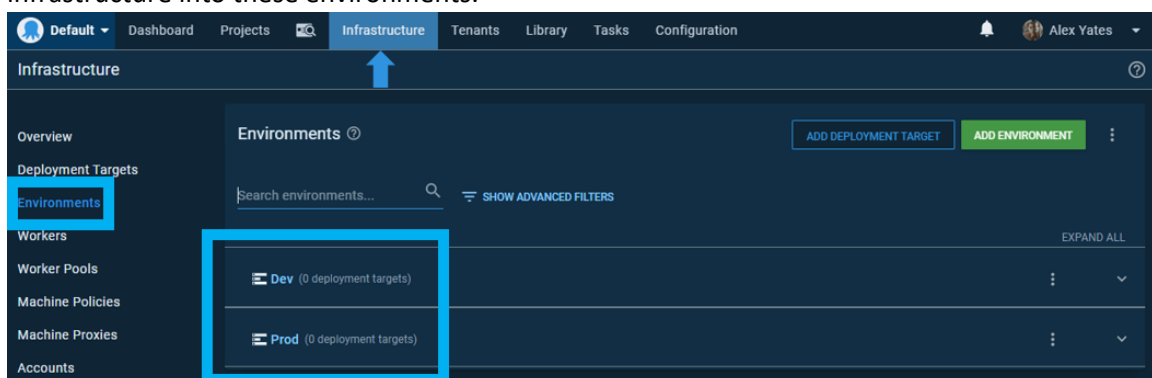 Default Dashboard Projects Infrastructure Tenants Library Tasks Configuration Alex Yates
Infrastructure
Overview
Deployment Targets
Environments
Workers
Worker Pools
Machine Policies
Machine Proxies
Accounts
Environments
ADD DEPLOYMENT TARGET ADD ENVIRONMENT
Search environments... SHOW ADVANCED FILTERS
EXPAND ALL
Dev (0 deployment targets)
Prod (0 deployment targets)